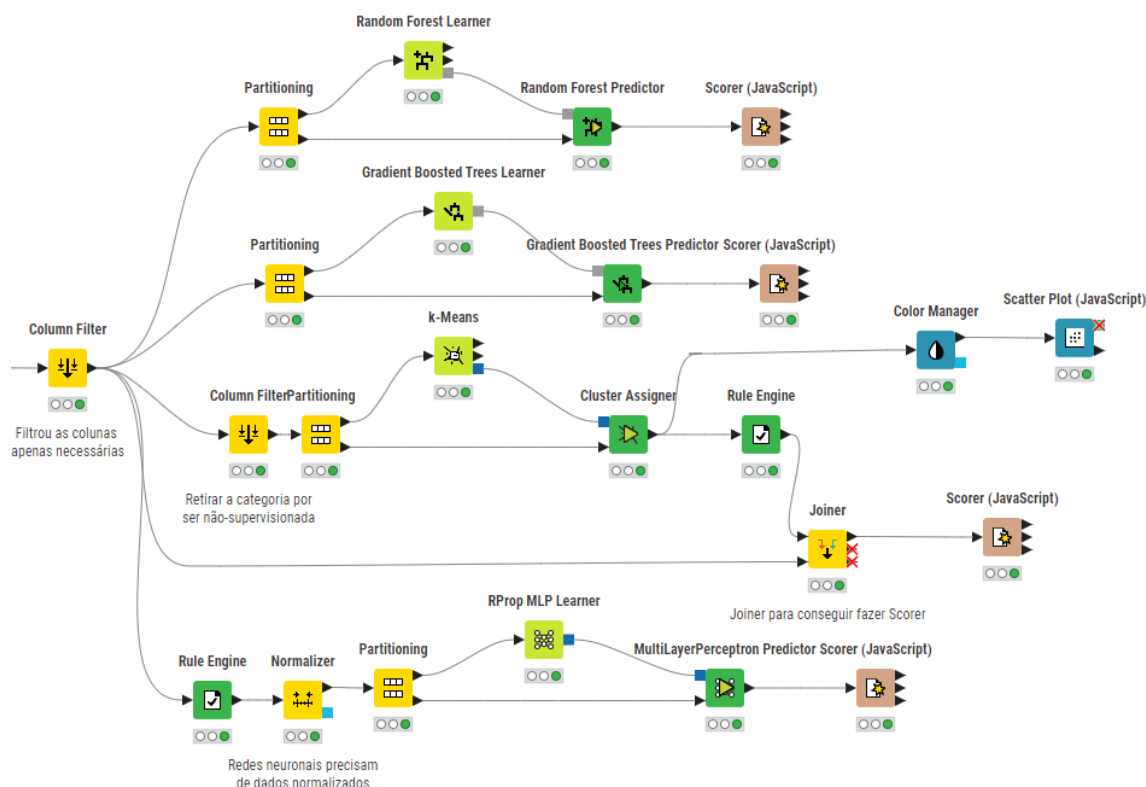 Random Forest Learner
Partitioning
Random Forest Predictor
Scorer (JavaScript)
Gradient Boosted Trees Learner
Partitioning
Gradient Boosted Trees Predictor
Scorer (JavaScript)
Column Filter
Filtrou as colunas
apenas necessárias
k-Means
Color Manager
Scatter Plot (JavaScript)
Column Filter
Partitioning
Cluster Assigner
Rule Engine
Retirar a categoria por
ser não-supervisionada
Joiner
Scorer (JavaScript)
Joiner para conseguir fazer Scorer
RProp MLP Learner
Rule Engine
Normalizer
Partitioning
MultiLayerPerceptron Predictor
Scorer (JavaScript)
Redes neuronais precisam
de dados normalizados